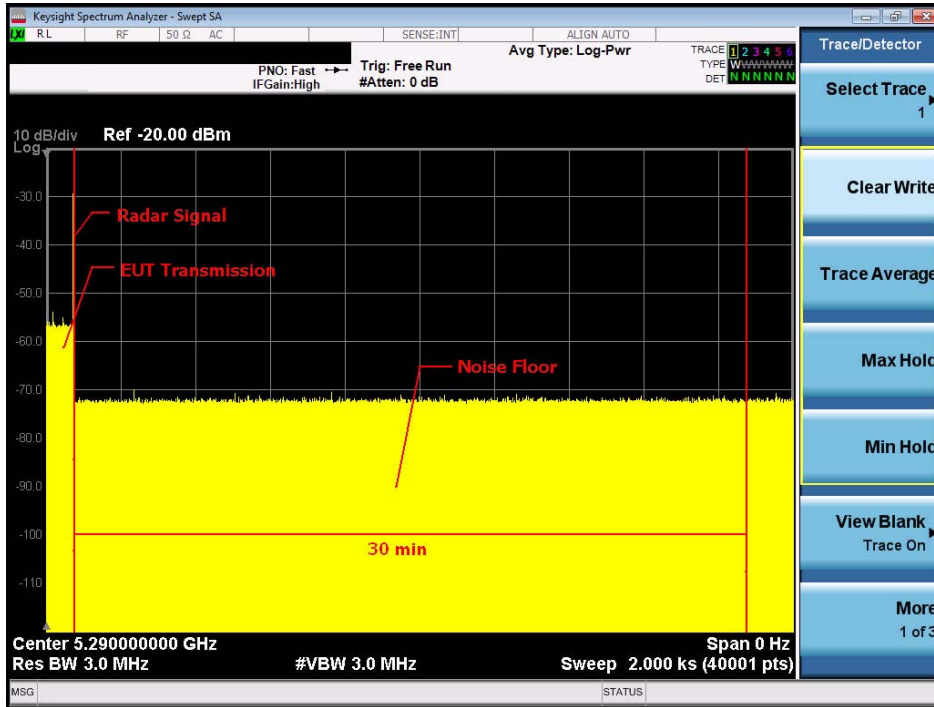 Keysight Spectrum Analyzer - Swept SA
LXI RL RF 50 Ω AC SENSE:INT ALIGN AUTO
Avg Type: Log-Pwr
PNO: Fast
IFGain:High
Trig: Free Run
#Atten: 0 dB
TRACE 1 2 3 4 5 6
TYPE WWWWWW
DET N N N N N N
10 dB/div Ref -20.00 dBm
Log
-30.0
-40.0
-50.0
-60.0
-70.0
-80.0
-90.0
-100
-110
Radar Signal
EUT Transmission
Noise Floor
30 min
Center 5.290000000 GHz Span 0 Hz
Res BW 3.0 MHz #VBW 3.0 MHz Sweep 2.000 ks (40001 pts)
MSG STATUS
Trace/Detector
Select Trace
1
Clear Write
Trace Average
Max Hold
Min Hold
View Blank
Trace On
More
1 of 3